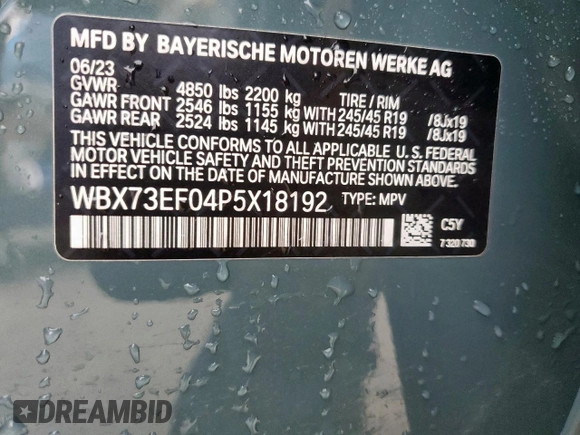 MFD BY BAYERISCHE MOTOREN WERKE AG
06/23
GVWR 4850 lbs 2200 kg TIRE / RIM
GAWR FRONT 2546 lbs 1155 kg WITH 245/45 R19 /8Jx19
GAWR REAR 2524 lbs 1145 kg WITH 245/45 R19 /8Jx19
THIS VEHICLE CONFORMS TO ALL APPLICABLE U.S. FEDERAL
MOTOR VEHICLE SAFETY AND THEFT PREVENTION STANDARDS
IN EFFECT ON THE DATE OF MANUFACTURE SHOWN ABOVE.
WBX73EF04P5X18192 TYPE: MPV
C5Y
7320730
DREAMBID